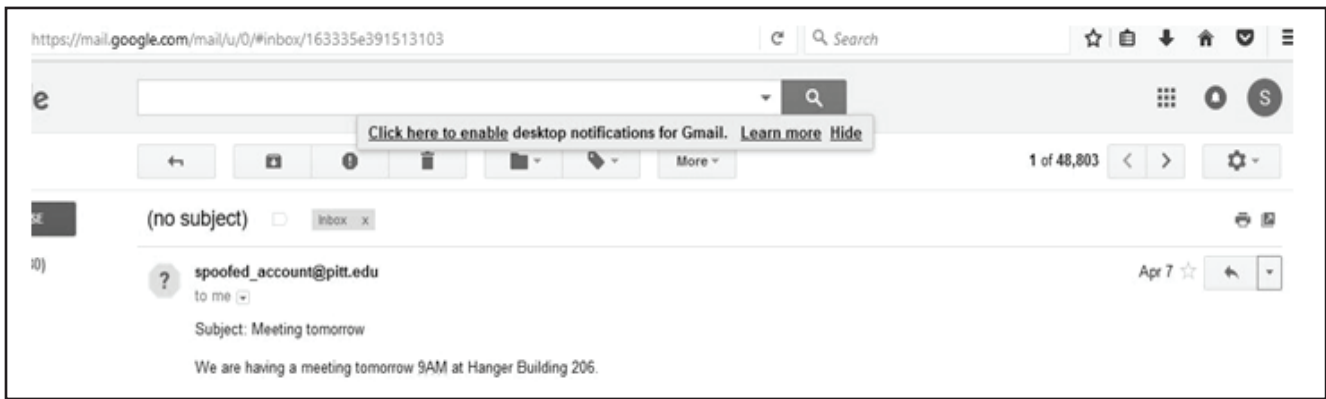 https://mail.google.com/mail/u/0/#inbox/163335e391513103 Search
e S
Click here to enable desktop notifications for Gmail. Learn more Hide
More 1 of 48,803
(no subject) Inbox x
spoofed_account@pitt.edu Apr 7
to me
Subject: Meeting tomorrow
We are having a meeting tomorrow 9AM at Hanger Building 206.